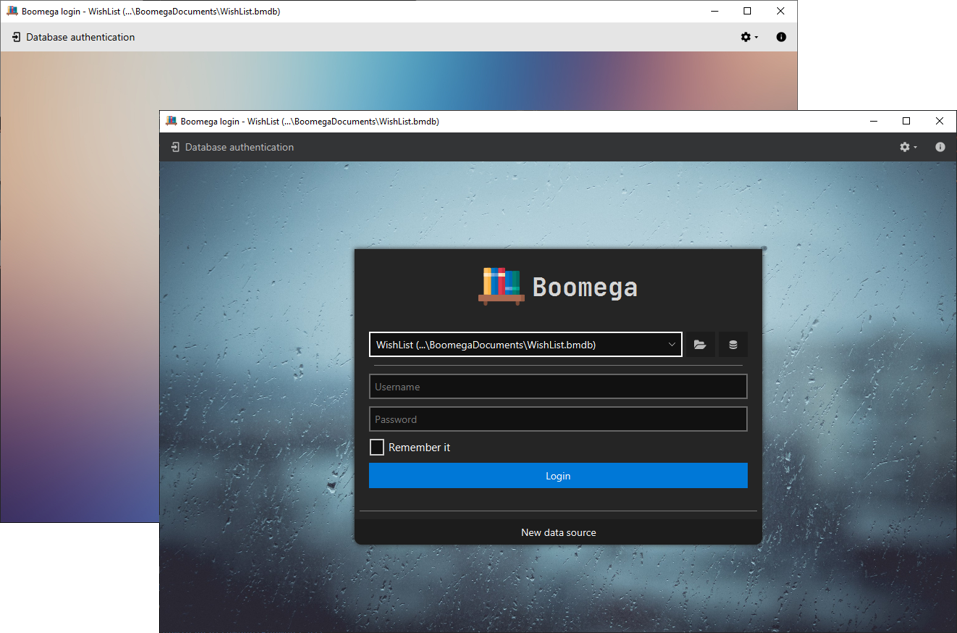 Boomega login - WishList (...\BoomegaDocuments\WishList.bmdb)
Database authentication
Boomega login - WishList (...\BoomegaDocuments\WishList.bmdb)
Database authentication
Boomega
WishList (...\BoomegaDocuments\WishList.bmdb)
Username
Password
Remember it
Login
New data source